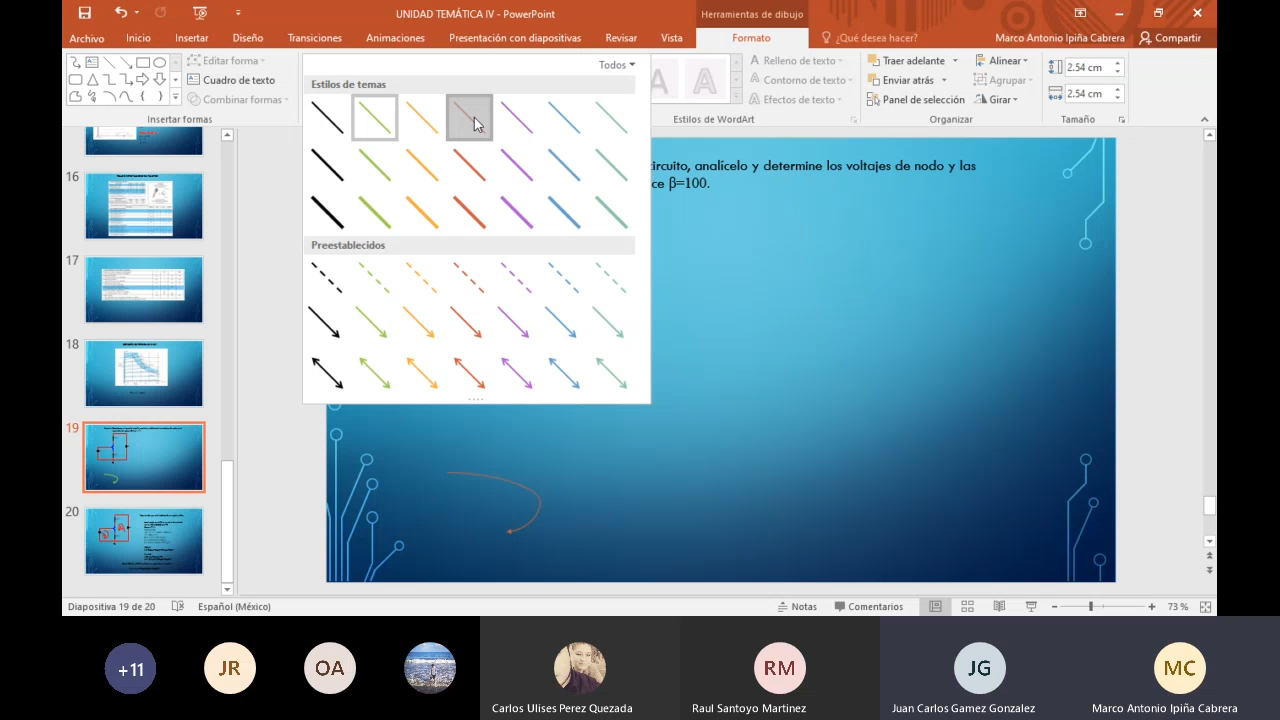 UNIDAD TEMÁTICA IV - PowerPoint
Herramientas de dibujo
Archivo
Inicio
Insertar
Diseño
Transiciones
Animaciones
Presentación con diapositivas
Revisar
Vista
Formato
¿Qué desea hacer?
Marco Antonio Ipiña Cabrera
Compartir
Editar forma
Cuadro de texto
Combinar formas
Insertar formas
Todos
Estilos de temas
Preestablecidos
A
A
Relleno de texto
Contorno de texto
Efectos de texto
Estilos de WordArt
Traer adelante
Enviar atrás
Panel de selección
Alinear
Agrupar
Girar
Organizar
2.54 cm
2.54 cm
Tamaño
circuito, analícelo y determine los voltajes de nodo y las
ce β=100.
16
17
18
19
20
Diapositiva 19 de 20
Español (México)
Notas
Comentarios
73 %
+11
JR
OA
RM
JG
MC
Carlos Ulises Perez Quezada
Raul Santoyo Martinez
Juan Carlos Gamez Gonzalez
Marco Antonio Ipiña Cabrera